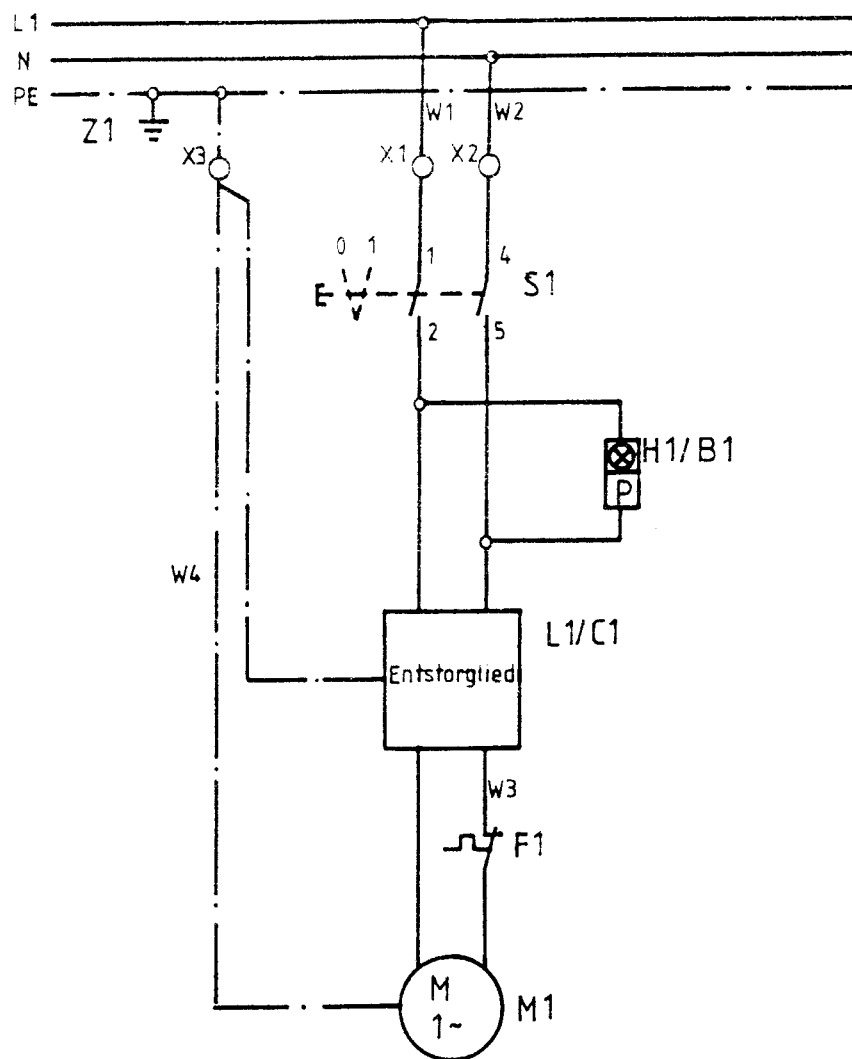 L1
N
PE
Z1
W1 W2
X3 X1 X2
0 1 1 4
E S1
2 5
H1/B1
P
W4
L1/C1
Entstorglied
W3
F1
M
1~
M1